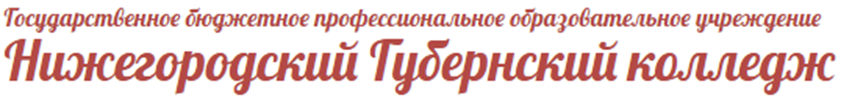 Государственное бюджетное профессиональное образовательное учреждение
Нижегородский Губернский колледж